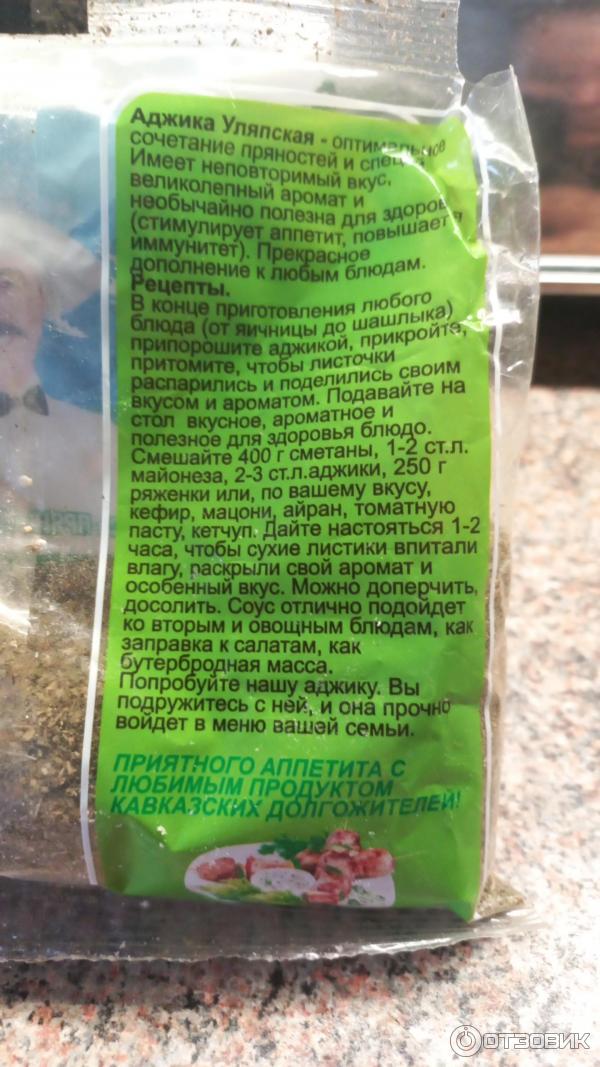 Аджика Уляпская - оптимальное
сочетание пряностей и специй.
Имеет неповторимый вкус,
великолепный аромат и
необычайно полезна для здоров
(стимулирует аппетит, повышает
иммунитет). Прекрасное
дополнение к любым блюдам.
Рецепты.
В конце приготовления любого
блюда (от яичницы до шашлыка)
припорошите аджикой, прикройте,
притомите, чтобы листочки
распарились и поделились своим
вкусом и ароматом. Подавайте на
стол вкусное, ароматное и
полезное для здоровья блюдо.
Смешайте 400 г сметаны, 1-2 ст.л.
майонеза, 2-3 ст.л.аджики, 250 г
ряженки или, по вашему вкусу,
кефир, мацони, айран, томатную
пасту, кетчуп. Дайте настояться 1-2
часа, чтобы сухие листики впитали
влагу, раскрыли свой аромат и
особенный вкус. Можно доперчить,
досолить. Соус отлично подойдет
ко вторым и овощным блюдам, как
заправка к салатам, как
бутербродная масса.
Попробуйте нашу аджику. Вы
подружитесь с ней, и она прочно
войдет в меню вашей семьи.
ПРИЯТНОГО АППЕТИТА С
ЛЮБИМЫМ ПРОДУКТОМ
КАВКАЗСКИХ ДОЛГОЖИТЕЛЕЙ!
ОТЗОВИК